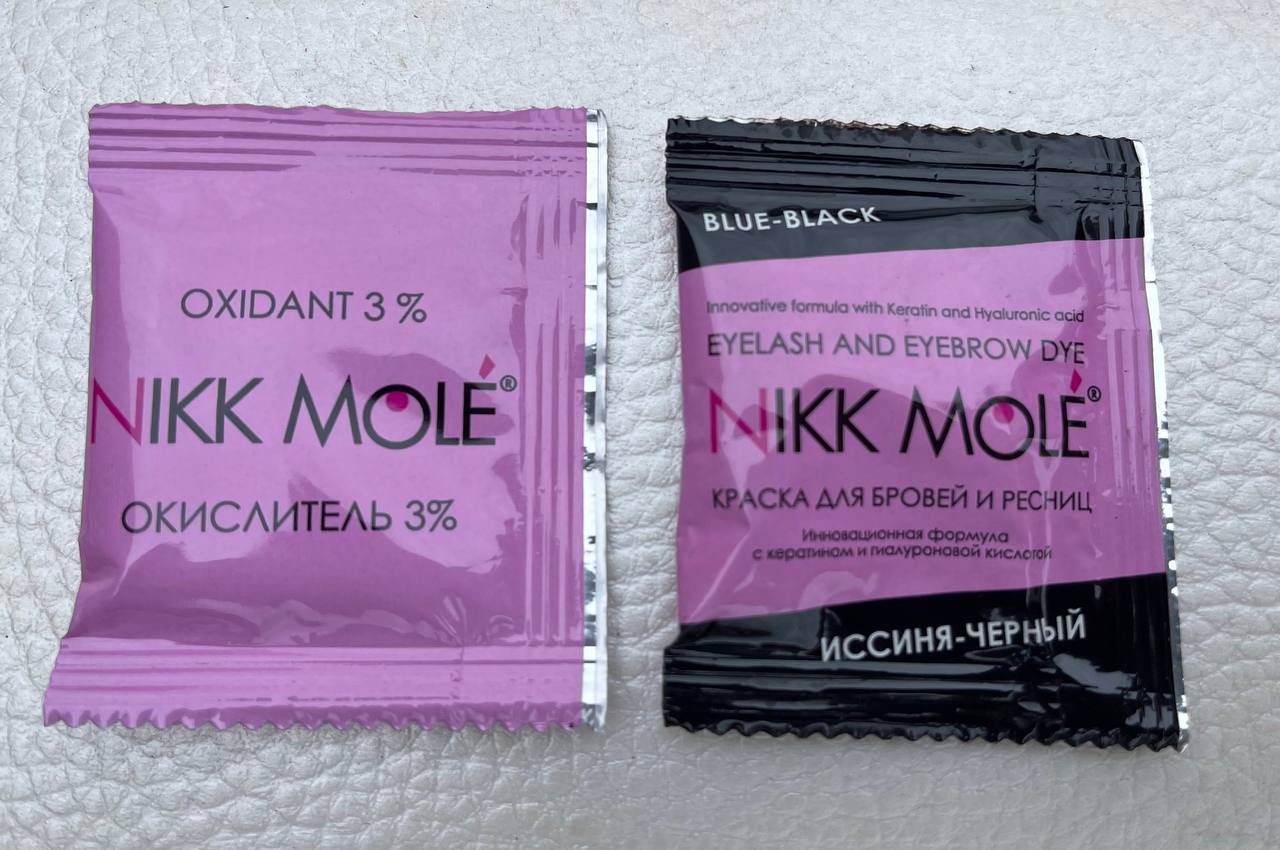 OXIDANT 3 %
NIKK MOLÉ®
ОКИСЛИТЕЛЬ 3%
BLUE-BLACK
Innovative formula with Keratin and Hyaluronic acid
EYELASH AND EYEBROW DYE
NIKK MOLÉ®
КРАСКА ДЛЯ БРОВЕЙ И РЕСНИЦ
Инновационная формула
с кератином и гиалуроновой кислотой
ИССИНЯ-ЧЕРНЫЙ